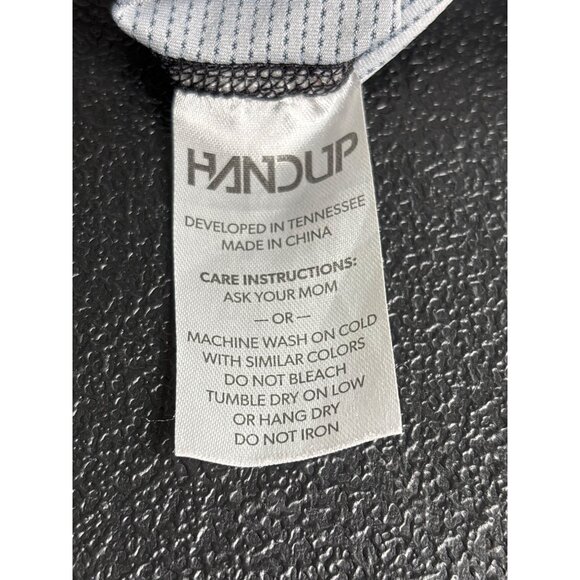 HANDUP
DEVELOPED IN TENNESSEE
MADE IN CHINA
CARE INSTRUCTIONS:
ASK YOUR MOM
— OR —
MACHINE WASH ON COLD
WITH SIMILAR COLORS
DO NOT BLEACH
TUMBLE DRY ON LOW
OR HANG DRY
DO NOT IRON